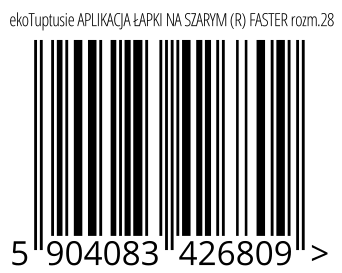 ekoTuptusie APLIKACJA ŁAPKI NA SZARYM (R) FASTER rozm.28
5 904083 426809 >